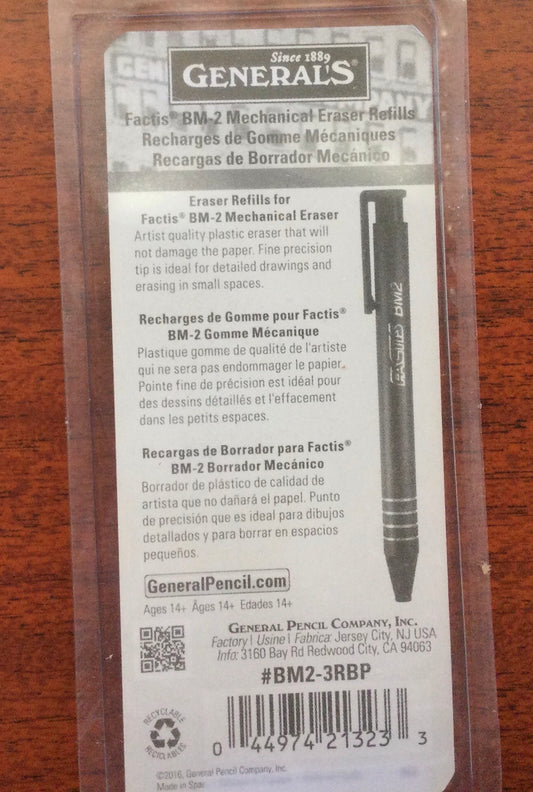 Since 1889
GENERAL'S®
Factis® BM-2 Mechanical Eraser Refills
Recharges de Gomme Mécaniques
Recargas de Borrador Mecánico
Eraser Refills for
Factis® BM-2 Mechanical Eraser
Artist quality plastic eraser that will
not damage the paper. Fine precision
tip is ideal for detailed drawings and
erasing in small spaces.
Recharges de Gomme pour Factis®
BM-2 Gomme Mécanique
Plastique gomme de qualité de l'artiste
qui ne sera pas endommager le papier.
Pointe fine de précision est idéal pour
des dessins détaillés et l'effacement
dans les petits espaces.
Recargas de Borrador para Factis®
BM-2 Borrador Mecánico
Borrador de plástico de calidad de
artista que no dañará el papel. Punto
de precisión que es ideal para dibujos
detallados y para borrar en espacios
pequeños.
BM2
GeneralPencil.com
Ages 14+ Âges 14+ Edades 14+
GENERAL PENCIL COMPANY, INC.
Factory | Usine | Fabrica: Jersey City, NJ USA
Info: 3160 Bay Rd Redwood City, CA 94063
#BM2-3RBP
RECYCLABLE
RECYCLABLES
0 44974 21323 3
©2016, General Pencil Company, Inc.
Made in Spai